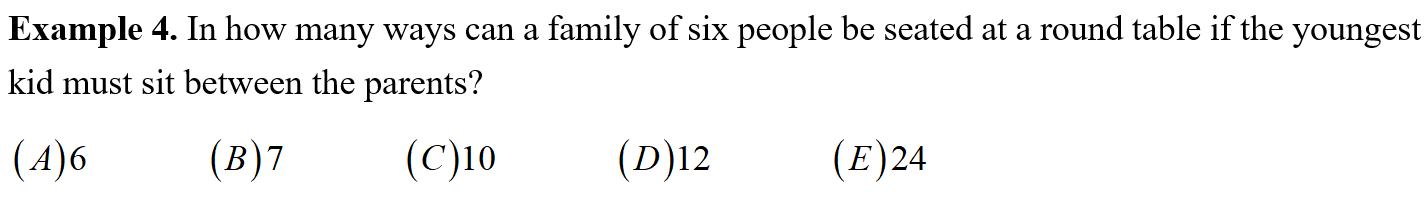 Example 4. In how many ways can a family of six people be seated at a round table if the youngest
kid must sit between the parents?
(A)6 (B)7 (C)10 (D)12 (E)24